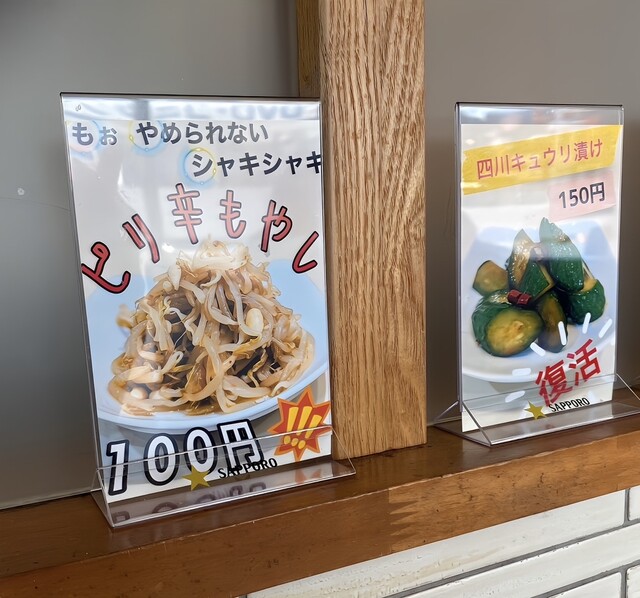 もぉ やめられない
シャキシャキ
ピリ辛もやし
100円
!!!
SAPPORO
四川キュウリ漬け
150円
復活
SAPPORO